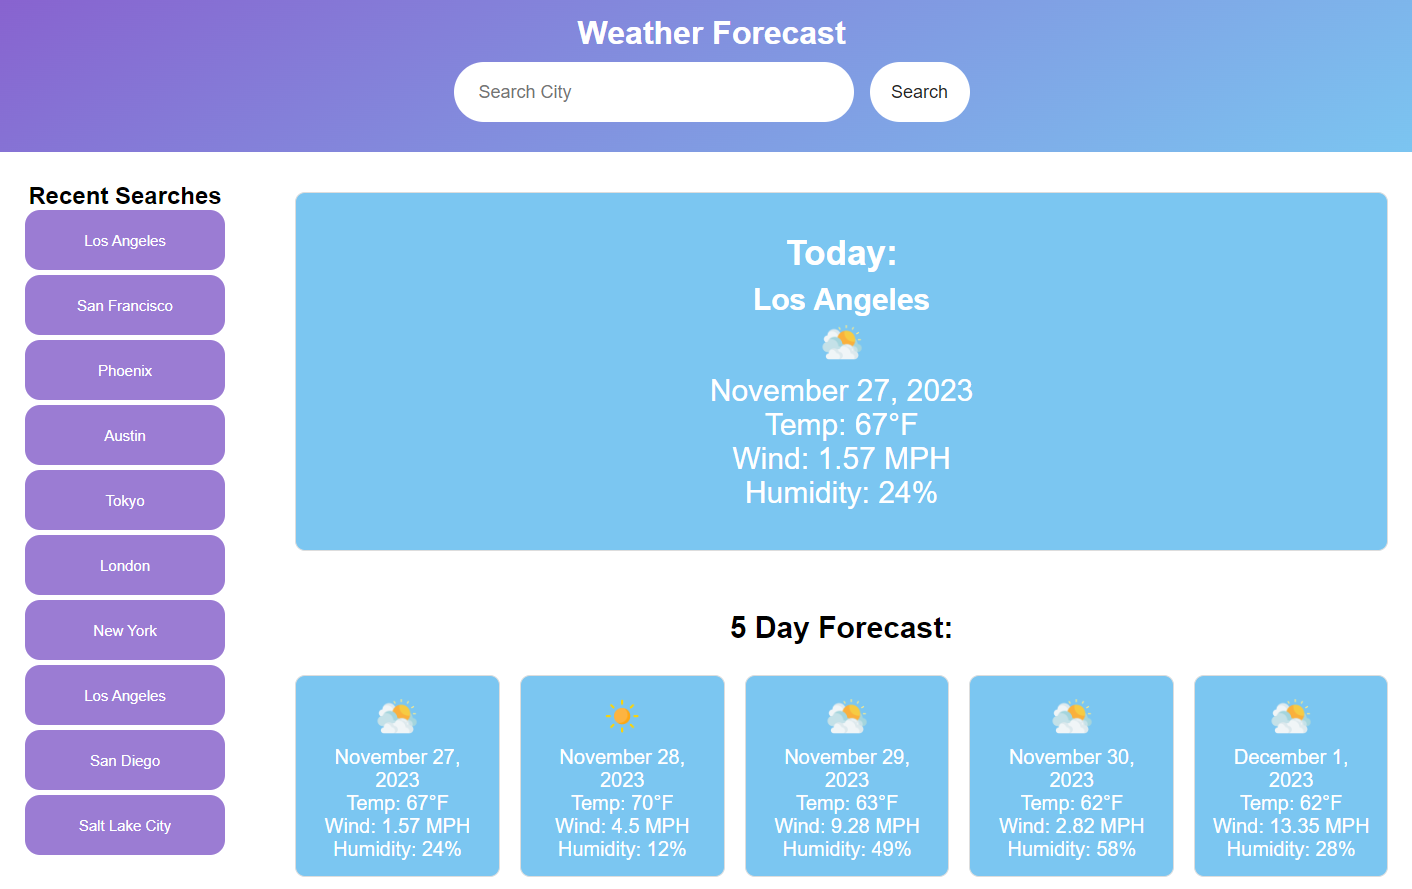 Weather Forecast
Search City
Search
Recent Searches
Los Angeles
San Francisco
Phoenix
Austin
Tokyo
London
New York
Los Angeles
San Diego
Salt Lake City
Today:
Los Angeles
November 27, 2023
Temp: 67°F
Wind: 1.57 MPH
Humidity: 24%
5 Day Forecast:
November 27,
2023
Temp: 67°F
Wind: 1.57 MPH
Humidity: 24%
November 28,
2023
Temp: 70°F
Wind: 4.5 MPH
Humidity: 12%
November 29,
2023
Temp: 63°F
Wind: 9.28 MPH
Humidity: 49%
November 30,
2023
Temp: 62°F
Wind: 2.82 MPH
Humidity: 58%
December 1,
2023
Temp: 62°F
Wind: 13.35 MPH
Humidity: 28%